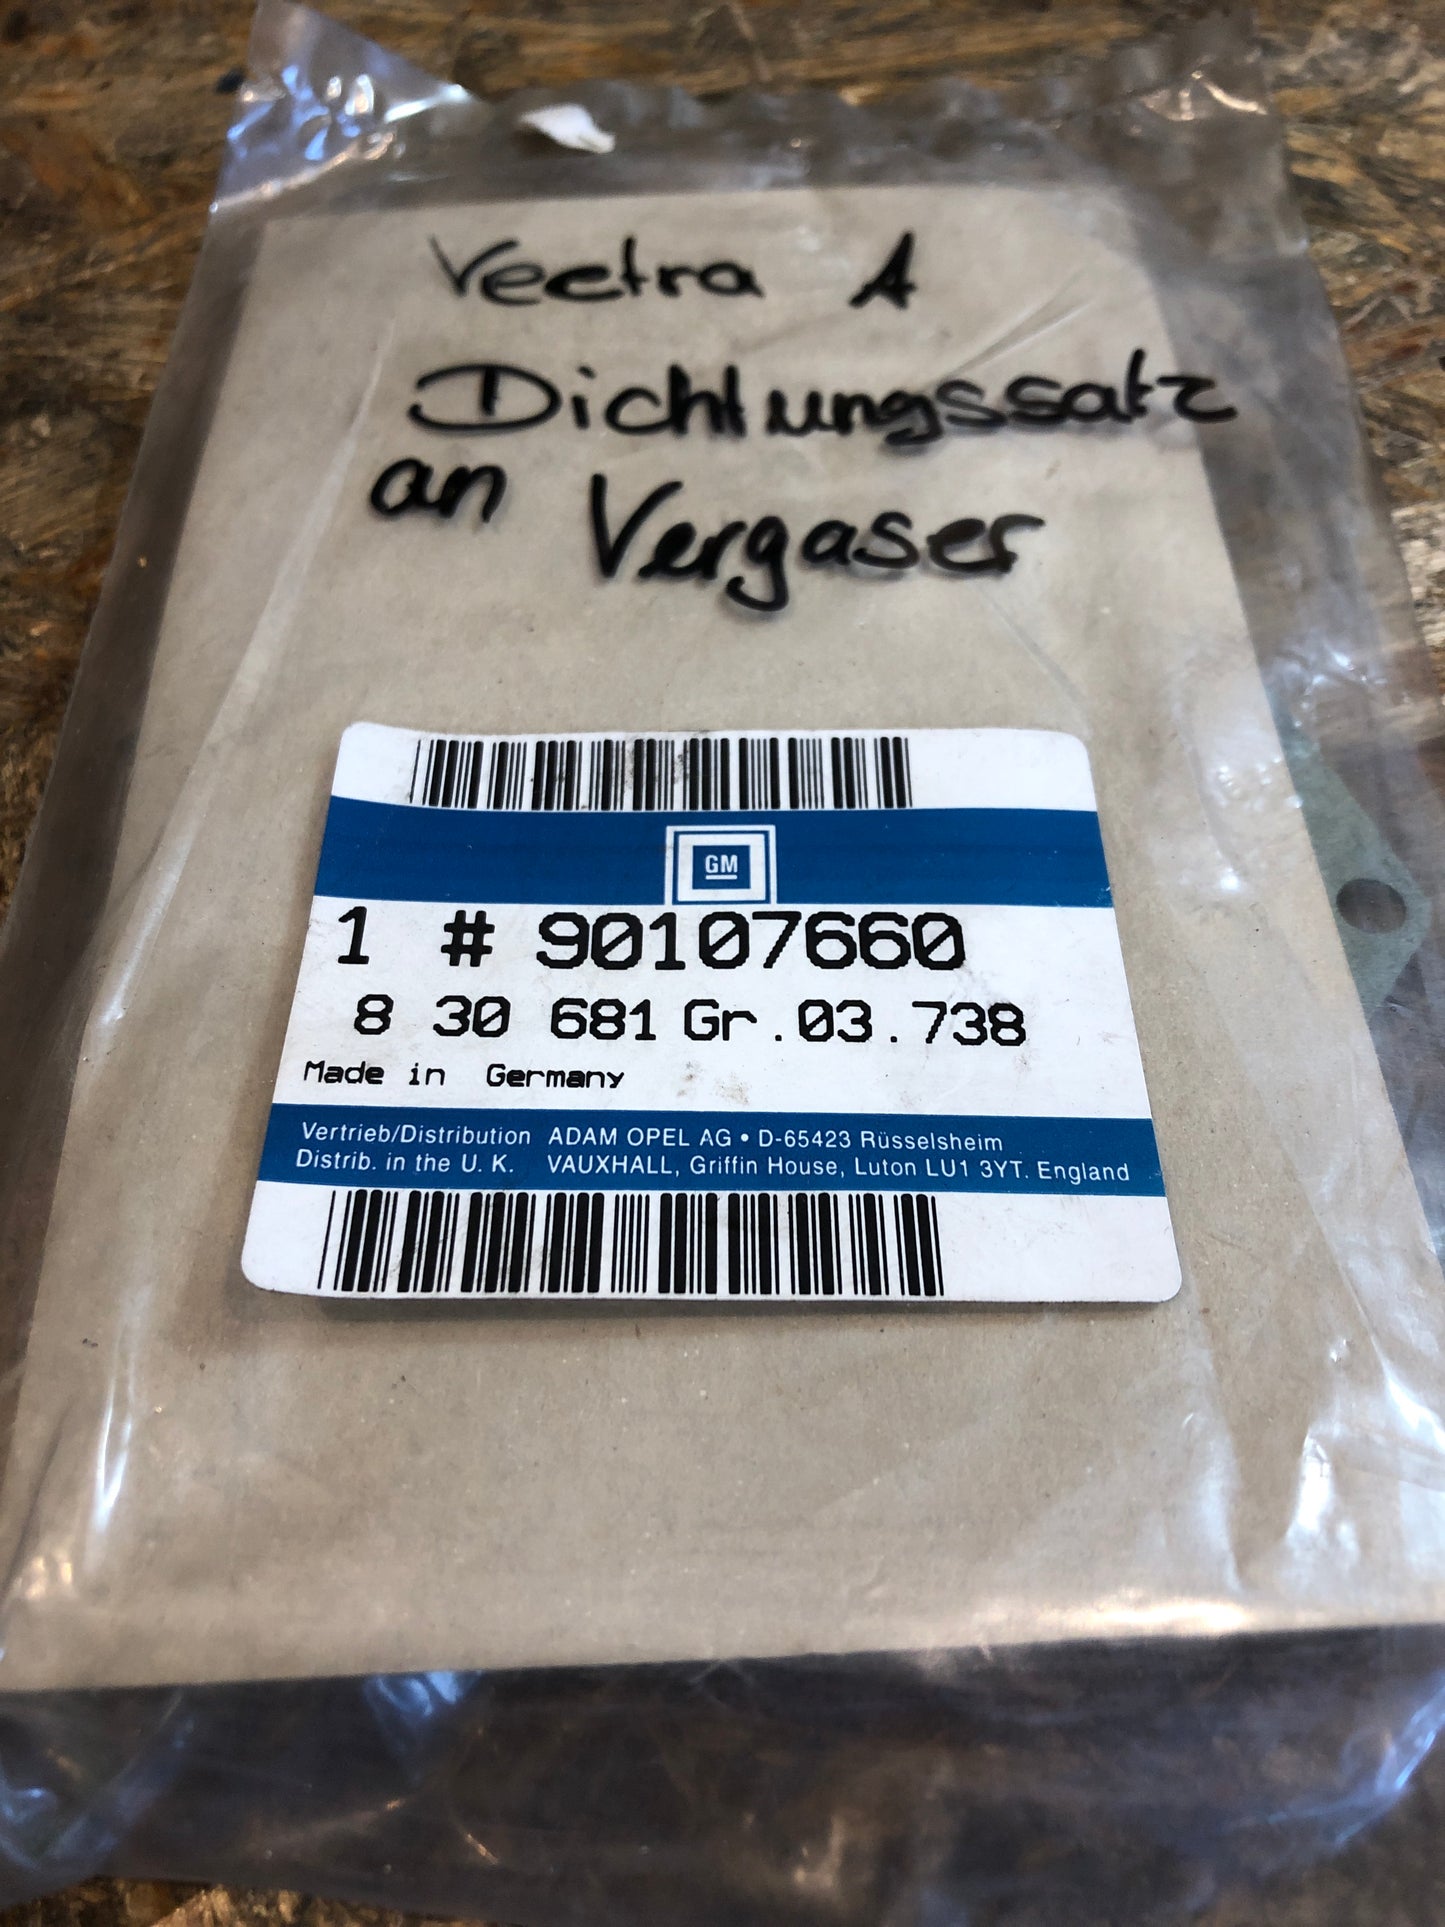 Vectra A
Dichtungssatz
an Vergaser
GM
1 # 90107660
8 30 681 Gr.03.738
Made in Germany
Vertrieb/Distribution ADAM OPEL AG • D-65423 Rüsselsheim
Distrib. in the U. K. VAUXHALL, Griffin House, Luton LU1 3YT. England